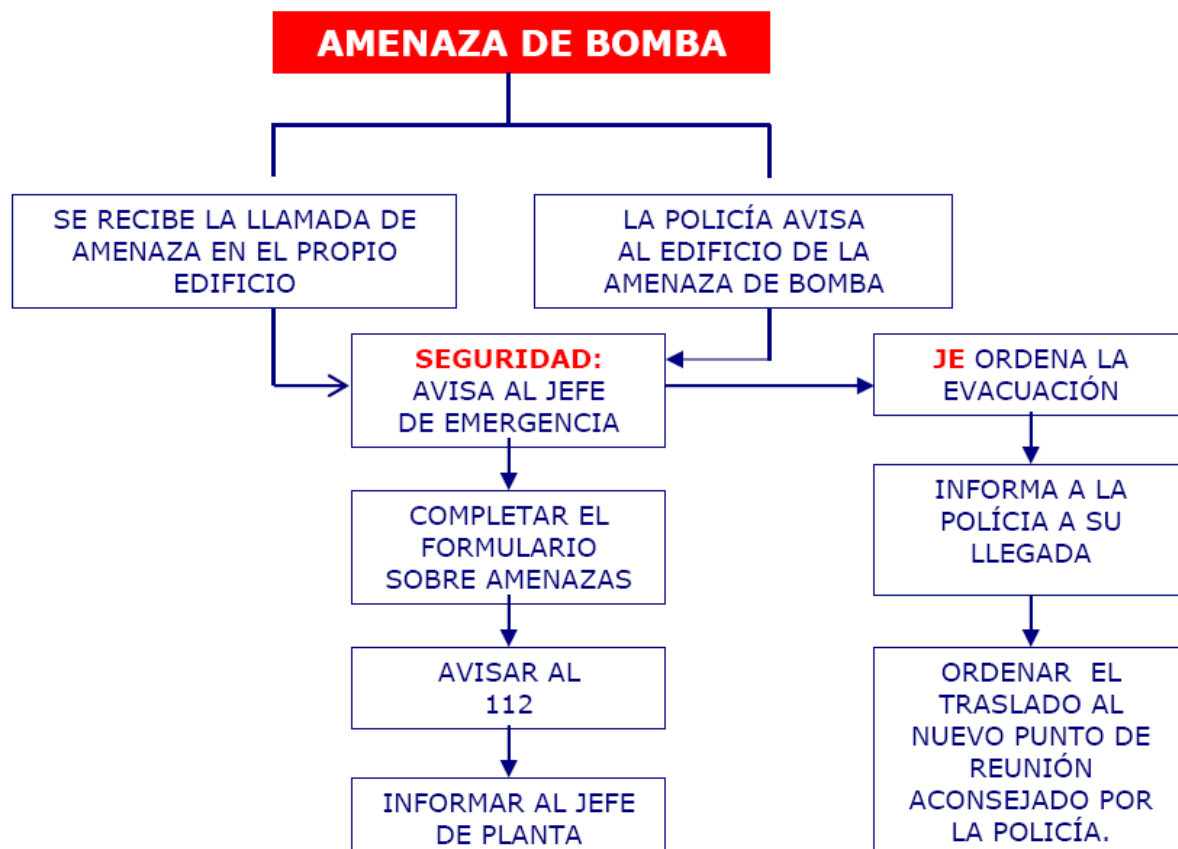 AMENAZA DE BOMBA
SE RECIBE LA LLAMADA DE
AMENAZA EN EL PROPIO
EDIFICIO
LA POLICÍA AVISA
AL EDIFICIO DE LA
AMENAZA DE BOMBA
SEGURIDAD:
AVISA AL JEFE
DE EMERGENCIA
JE ORDENA LA
EVACUACIÓN
COMPLETAR EL
FORMULARIO
SOBRE AMENAZAS
INFORMA A LA
POLÍCIA A SU
LLEGADA
AVISAR AL
112
ORDENAR EL
TRASLADO AL
NUEVO PUNTO DE
REUNIÓN
ACONSEJADO POR
LA POLICÍA.
INFORMAR AL JEFE
DE PLANTA